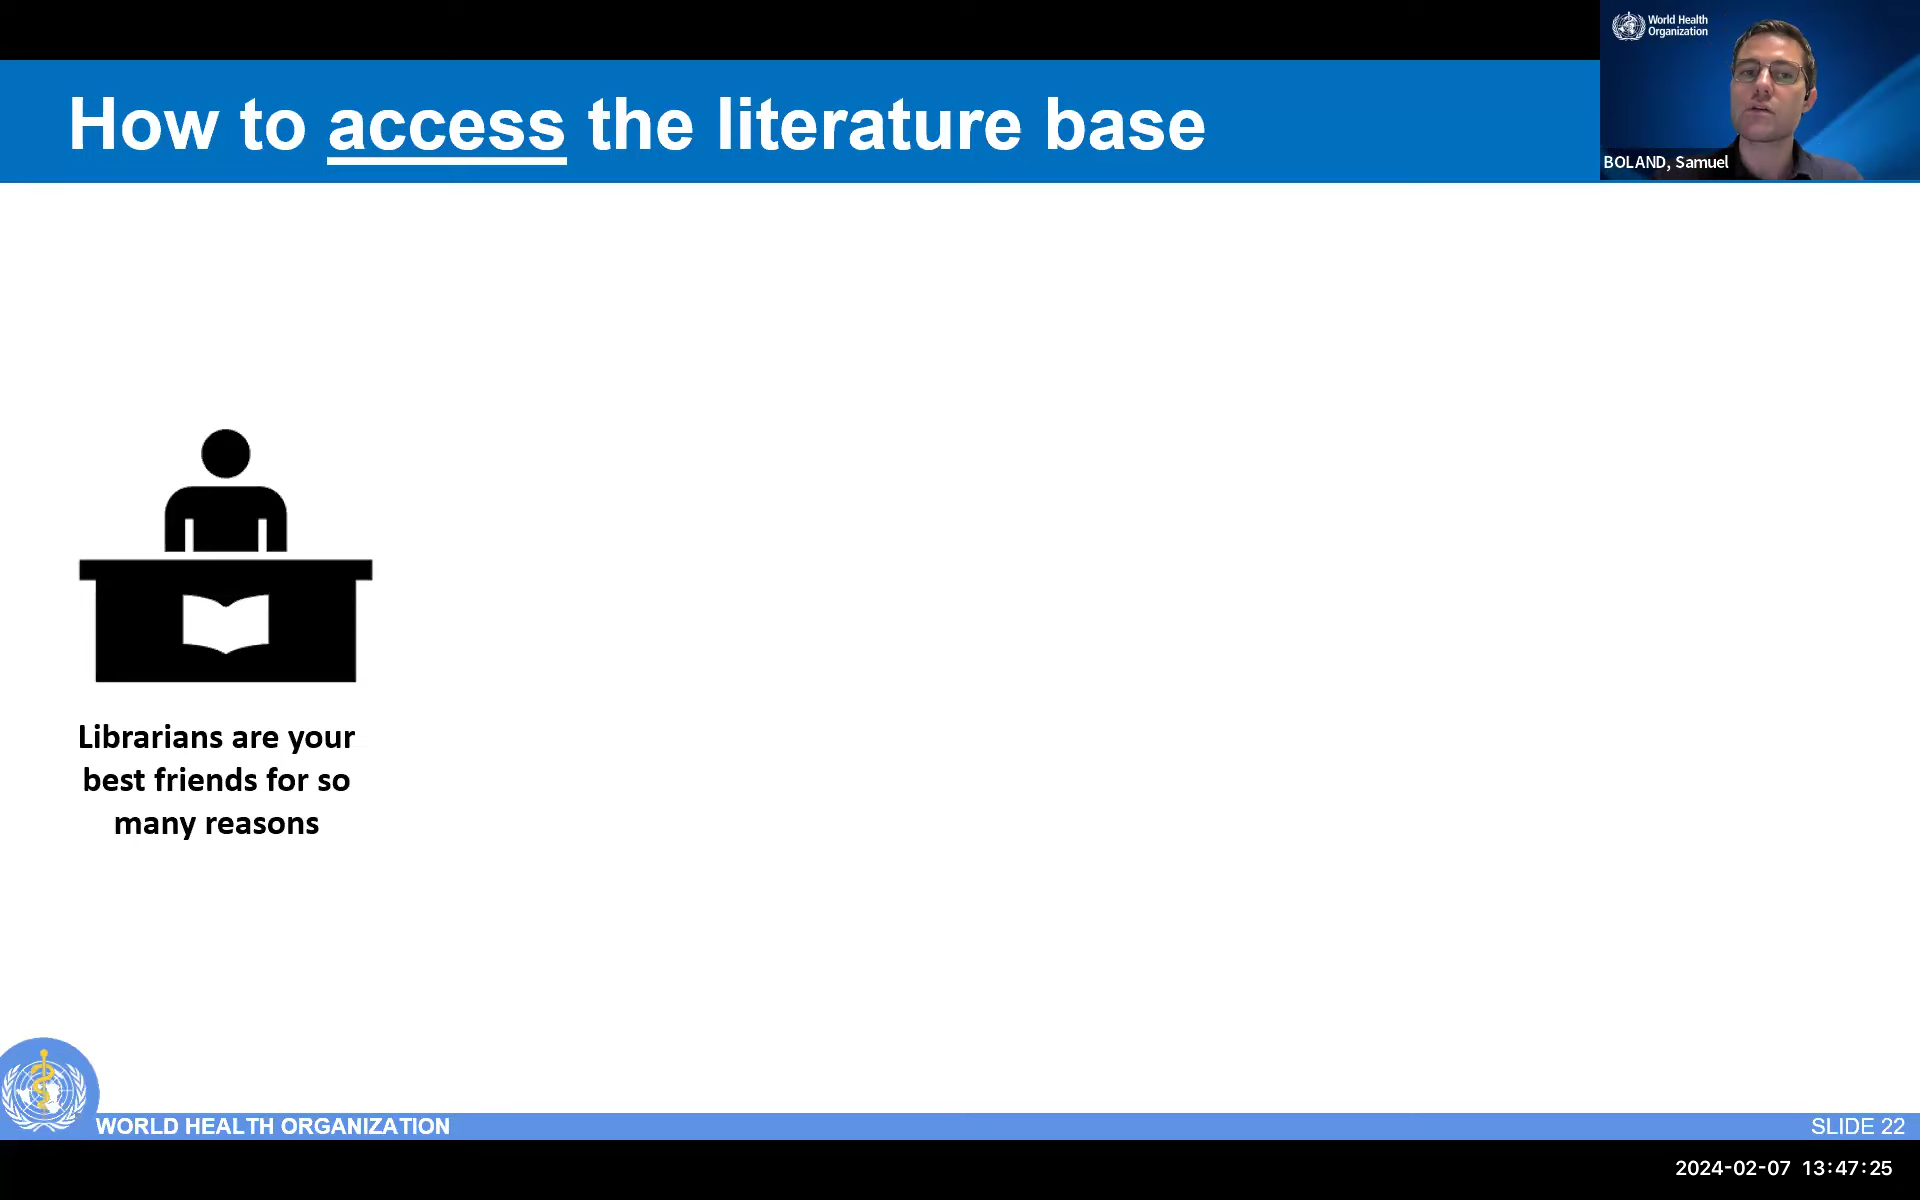 How to access the literature base
World Health
Organization
BOLAND, Samuel
Librarians are your
best friends for so
many reasons
WORLD HEALTH ORGANIZATION
SLIDE 22
2024-02-07 13:47:25